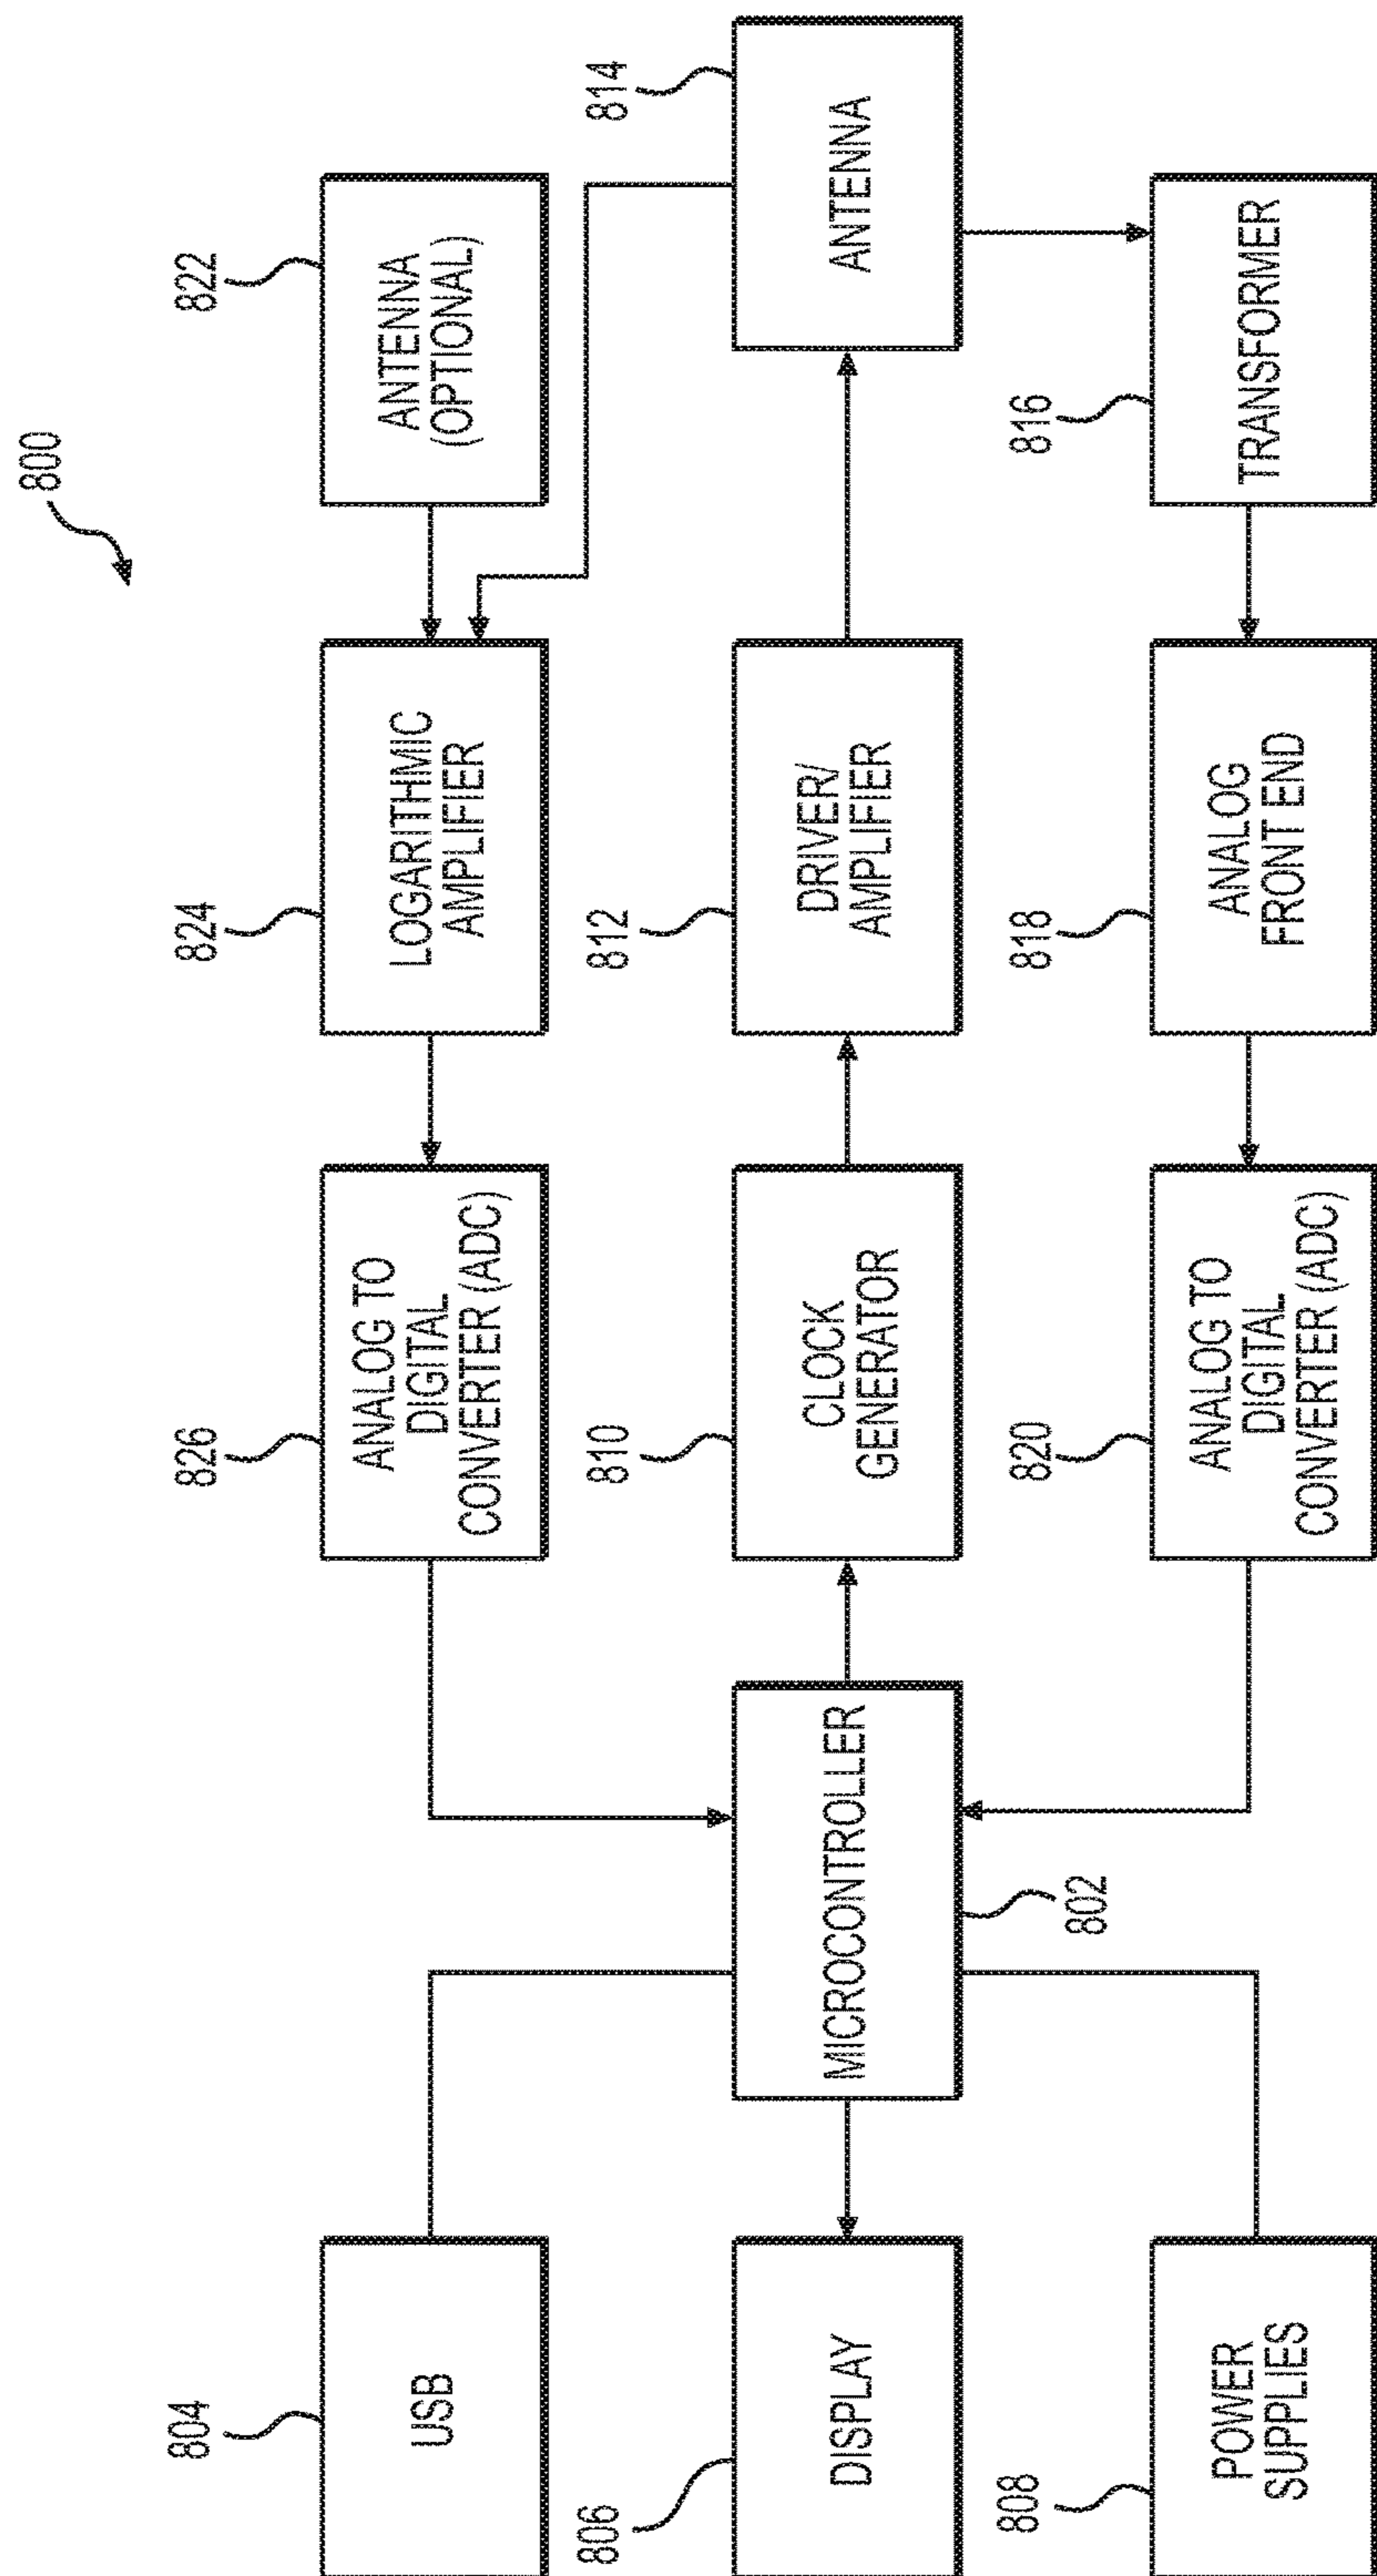 800
804
USB
826
ANALOG TO
DIGITAL
CONVERTER (ADC)
824
LOGARITHMIC
AMPLIFIER
822
ANTENNA
(OPTIONAL)
806
DISPLAY
MICROCONTROLLER
802
810
CLOCK
GENERATOR
812
DRIVER/
AMPLIFIER
814
ANTENNA
808
POWER
SUPPLIES
820
ANALOG TO
DIGITAL
CONVERTER (ADC)
818
ANALOG
FRONT END
816
TRANSFORMER